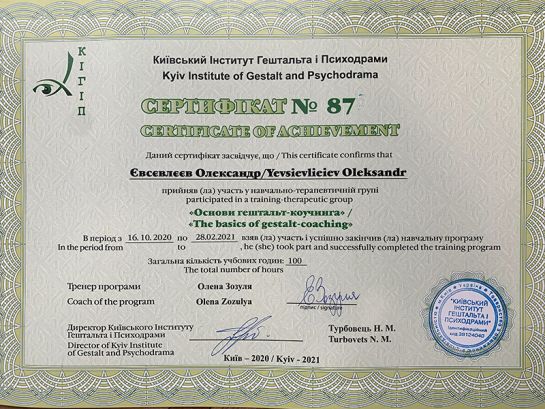 КІГІП
Київський Інститут Гештальта і Психодрами
Kyiv Institute of Gestalt and Psychodrama
СЕРТИФІКАТ № 87
CERTIFICATE OF ACHIEVEMENT
Даний сертифікат засвідчує, що / This certificate confirms that
Євсевлєєв Олександр/Yevsievlieiev Oleksandr
прийняв (ла) участь у навчально-терапевтичній групі
participated in a training-therapeutic group
«Основи гештальт-коучинга» /
«The basics of gestalt-coaching»
В період з 16. 10. 2020 по 28.02.2021 взяв (ла) участь і успішно закінчив (ла) навчальну програму
In the period from to , he (she) took part and successfully completed the training program
Загальна кількість учбових годин: 100
The total number of hours
Тренер програми Олена Зозуля
Coach of the program Olena Zozulya
підпис / signature
Директор Київського Інституту
Гештальта і Психодрами
Director of Kyiv Institute
of Gestalt and Psychodrama
Турбовець Н. М.
Turbovets N. M.
Київ – 2020 / Kyiv - 2021
"КИЇВСЬКИЙ
ІНСТИТУТ
ГЕШТАЛЬТА І
ПСИХОДРАМИ"
Ідентифікаційний
код 38124040